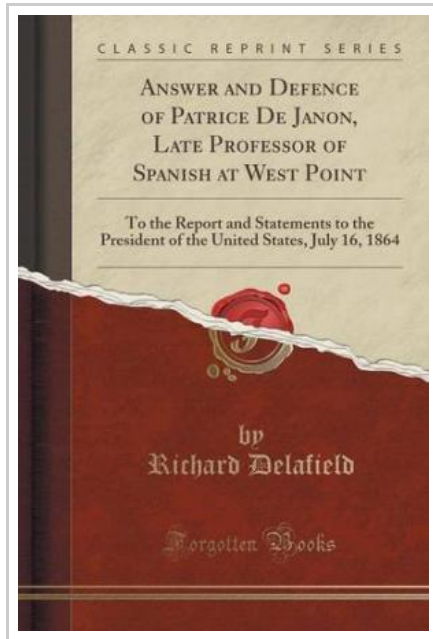 CLASSIC REPRINT SERIES
ANSWER AND DEFENCE
OF PATRICE DE JANON,
LATE PROFESSOR OF
SPANISH AT WEST POINT
To the Report and Statements to the
President of the United States, July 16, 1864
by
Richard Delafield
Forgotten Books